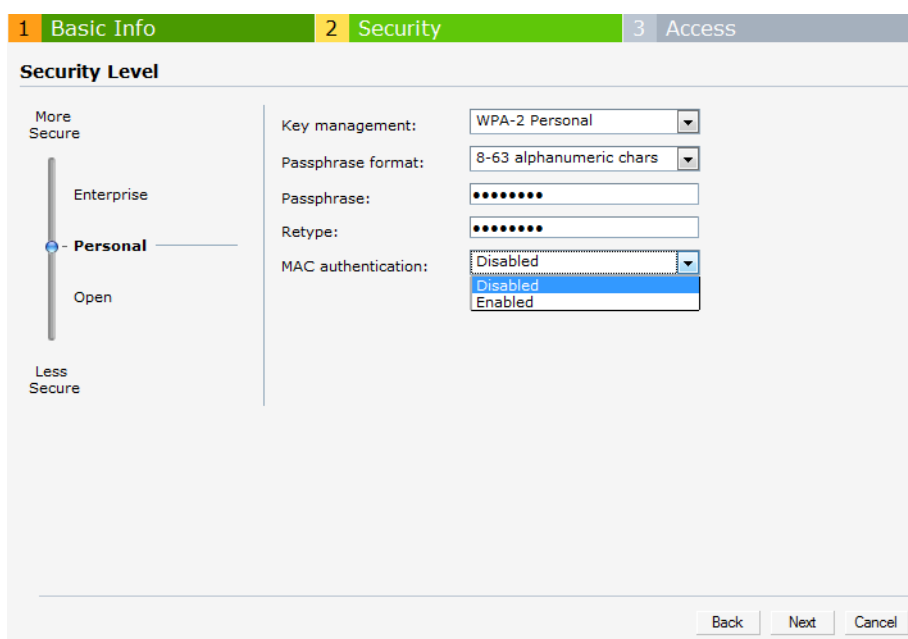 1 Basic Info 2 Security 3 Access
Security Level
More
Secure
Enterprise
Personal
Open
Less
Secure
Key management: WPA-2 Personal
Passphrase format: 8-63 alphanumeric chars
Passphrase: ••••••••
Retype: ••••••••
MAC authentication: Disabled
Disabled
Enabled
Back Next Cancel